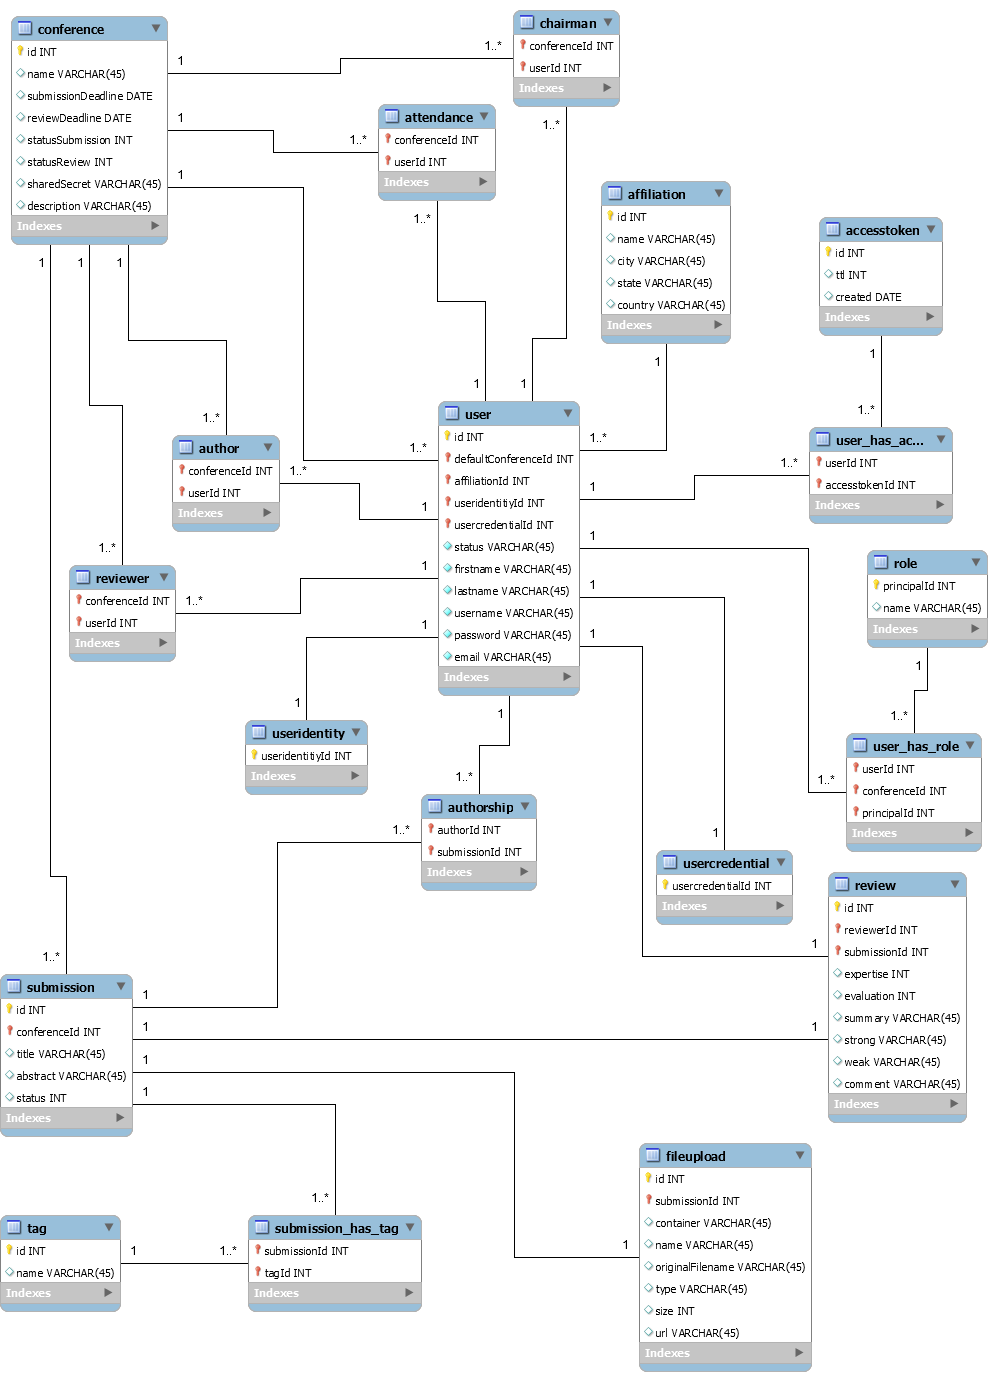 conference
id INT
name VARCHAR(45)
submissionDeadline DATE
reviewDeadline DATE
statusSubmission INT
statusReview INT
sharedSecret VARCHAR(45)
description VARCHAR(45)
Indexes
1
1
1
1
1
1
chairman
conferenceId INT
userId INT
Indexes
1..*
1..*
attendance
conferenceId INT
userId INT
Indexes
1..*
1..*
affiliation
id INT
name VARCHAR(45)
city VARCHAR(45)
state VARCHAR(45)
country VARCHAR(45)
Indexes
1
accesstoken
id INT
ttl INT
created DATE
Indexes
1
1..*
user_has_ac...
userId INT
accesstokenId INT
Indexes
1..*
1
1
user
id INT
defaultConferenceId INT
affiliationId INT
useridentitiyId INT
usercredentialId INT
status VARCHAR(45)
firstname VARCHAR(45)
lastname VARCHAR(45)
username VARCHAR(45)
password VARCHAR(45)
email VARCHAR(45)
Indexes
1..*
1
1
1
1..*
1
1
1
1
1
1..*
author
conferenceId INT
userId INT
Indexes
1..*
1..*
reviewer
conferenceId INT
userId INT
Indexes
1..*
role
principalId INT
name VARCHAR(45)
Indexes
1
1..*
user_has_role
userId INT
conferenceId INT
principalId INT
Indexes
1..*
1
useridentity
useridentitiyId INT
Indexes
1
1..*
authorship
authorId INT
submissionId INT
Indexes
1..*
1
usercredential
usercredentialId INT
Indexes
review
id INT
reviewerId INT
submissionId INT
expertise INT
evaluation INT
summary VARCHAR(45)
strong VARCHAR(45)
weak VARCHAR(45)
comment VARCHAR(45)
Indexes
1
1
1..*
submission
id INT
conferenceId INT
title VARCHAR(45)
abstract VARCHAR(45)
status INT
Indexes
1
1
1
1
1..*
tag
id INT
name VARCHAR(45)
Indexes
1
1..*
submission_has_tag
submissionId INT
tagId INT
Indexes
1
fileupload
id INT
submissionId INT
container VARCHAR(45)
name VARCHAR(45)
originalFilename VARCHAR(45)
type VARCHAR(45)
size INT
url VARCHAR(45)
Indexes